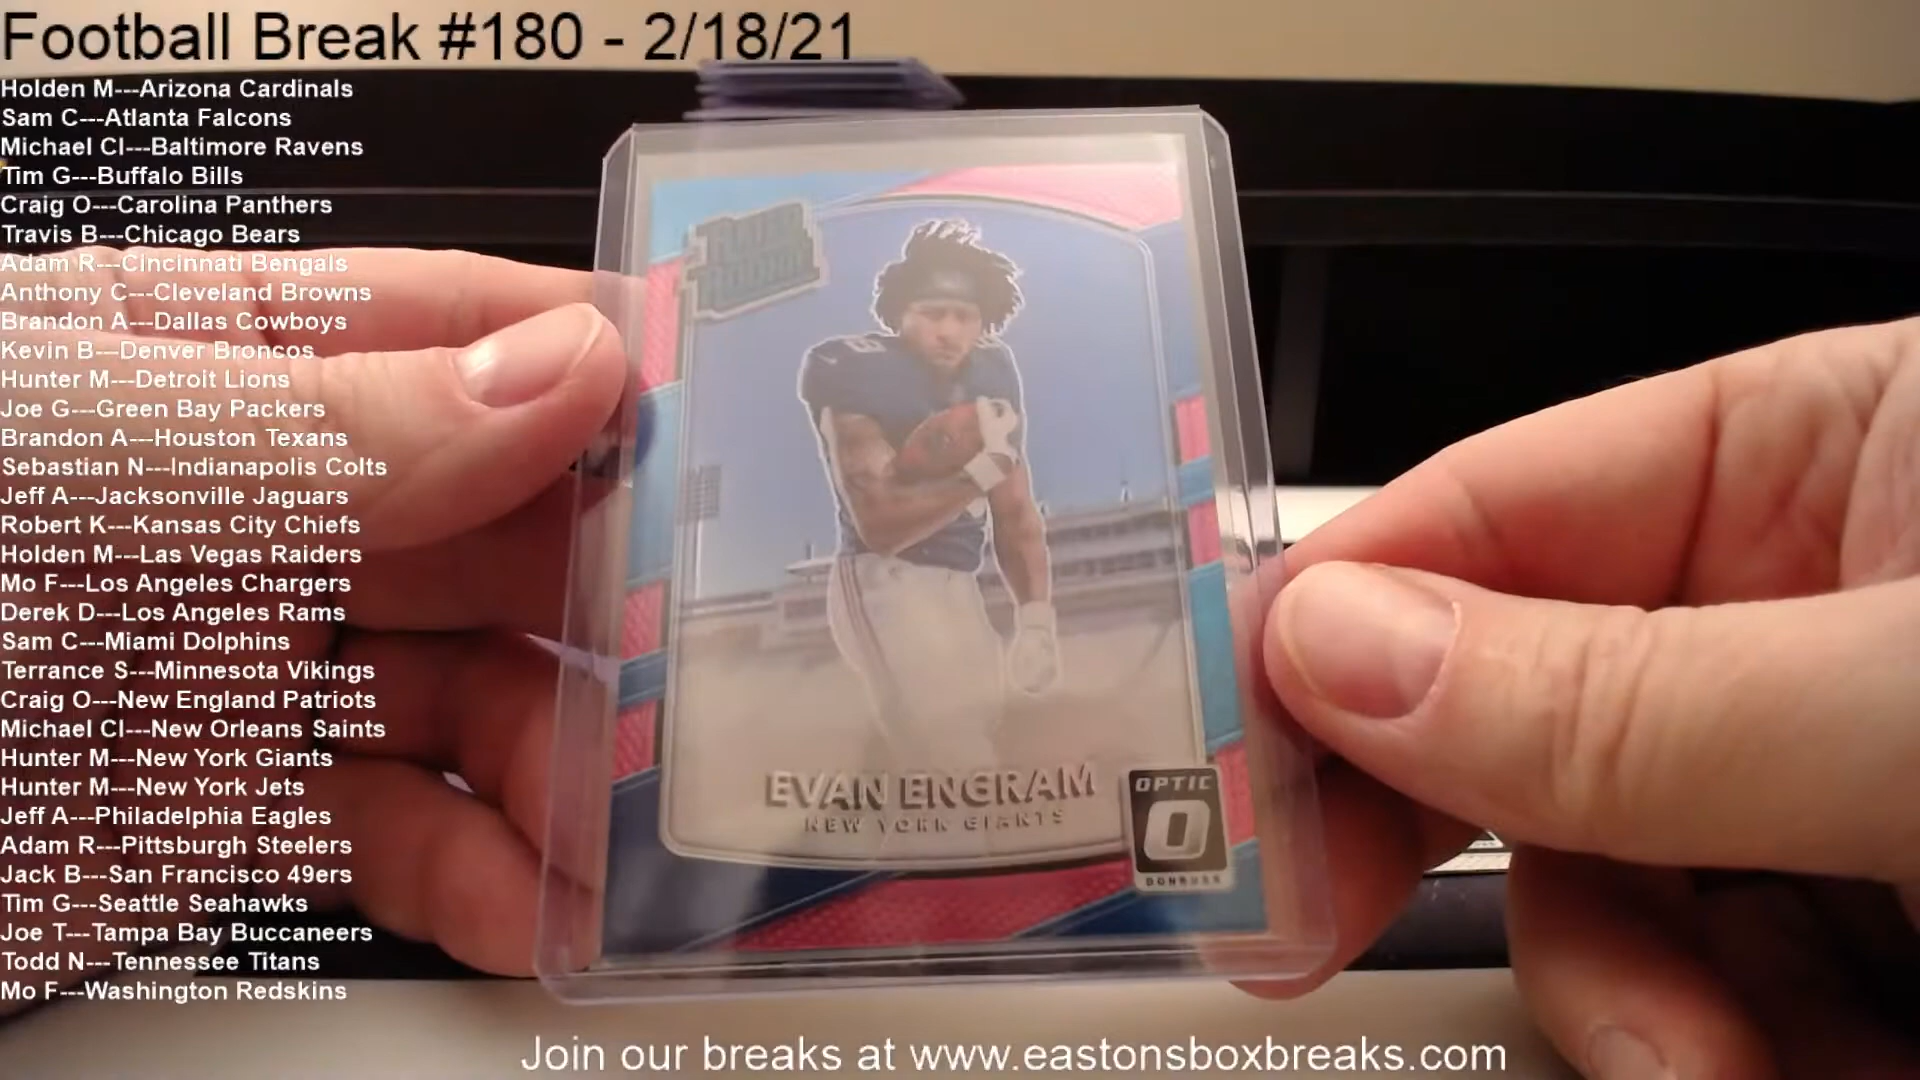 Football Break #180 - 2/18/21
Holden M---Arizona Cardinals
Sam C---Atlanta Falcons
Michael Cl---Baltimore Ravens
Tim G---Buffalo Bills
Craig O---Carolina Panthers
Travis B---Chicago Bears
Adam R---Cincinnati Bengals
Anthony C---Cleveland Browns
Brandon A---Dallas Cowboys
Kevin B---Denver Broncos
Hunter M---Detroit Lions
Joe G---Green Bay Packers
Brandon A---Houston Texans
Sebastian N---Indianapolis Colts
Jeff A---Jacksonville Jaguars
Robert K---Kansas City Chiefs
Holden M---Las Vegas Raiders
Mo F---Los Angeles Chargers
Derek D---Los Angeles Rams
Sam C---Miami Dolphins
Terrance S---Minnesota Vikings
Craig O---New England Patriots
Michael Cl---New Orleans Saints
Hunter M---New York Giants
Hunter M---New York Jets
Jeff A---Philadelphia Eagles
Adam R---Pittsburgh Steelers
Jack B---San Francisco 49ers
Tim G---Seattle Seahawks
Joe T---Tampa Bay Buccaneers
Todd N---Tennessee Titans
Mo F---Washington Redskins
RATED
ROOKIE
EVAN ENGRAM
NEW YORK GIANTS
OPTIC
O
DONRUSS
Join our breaks at www.eastonsboxbreaks.com